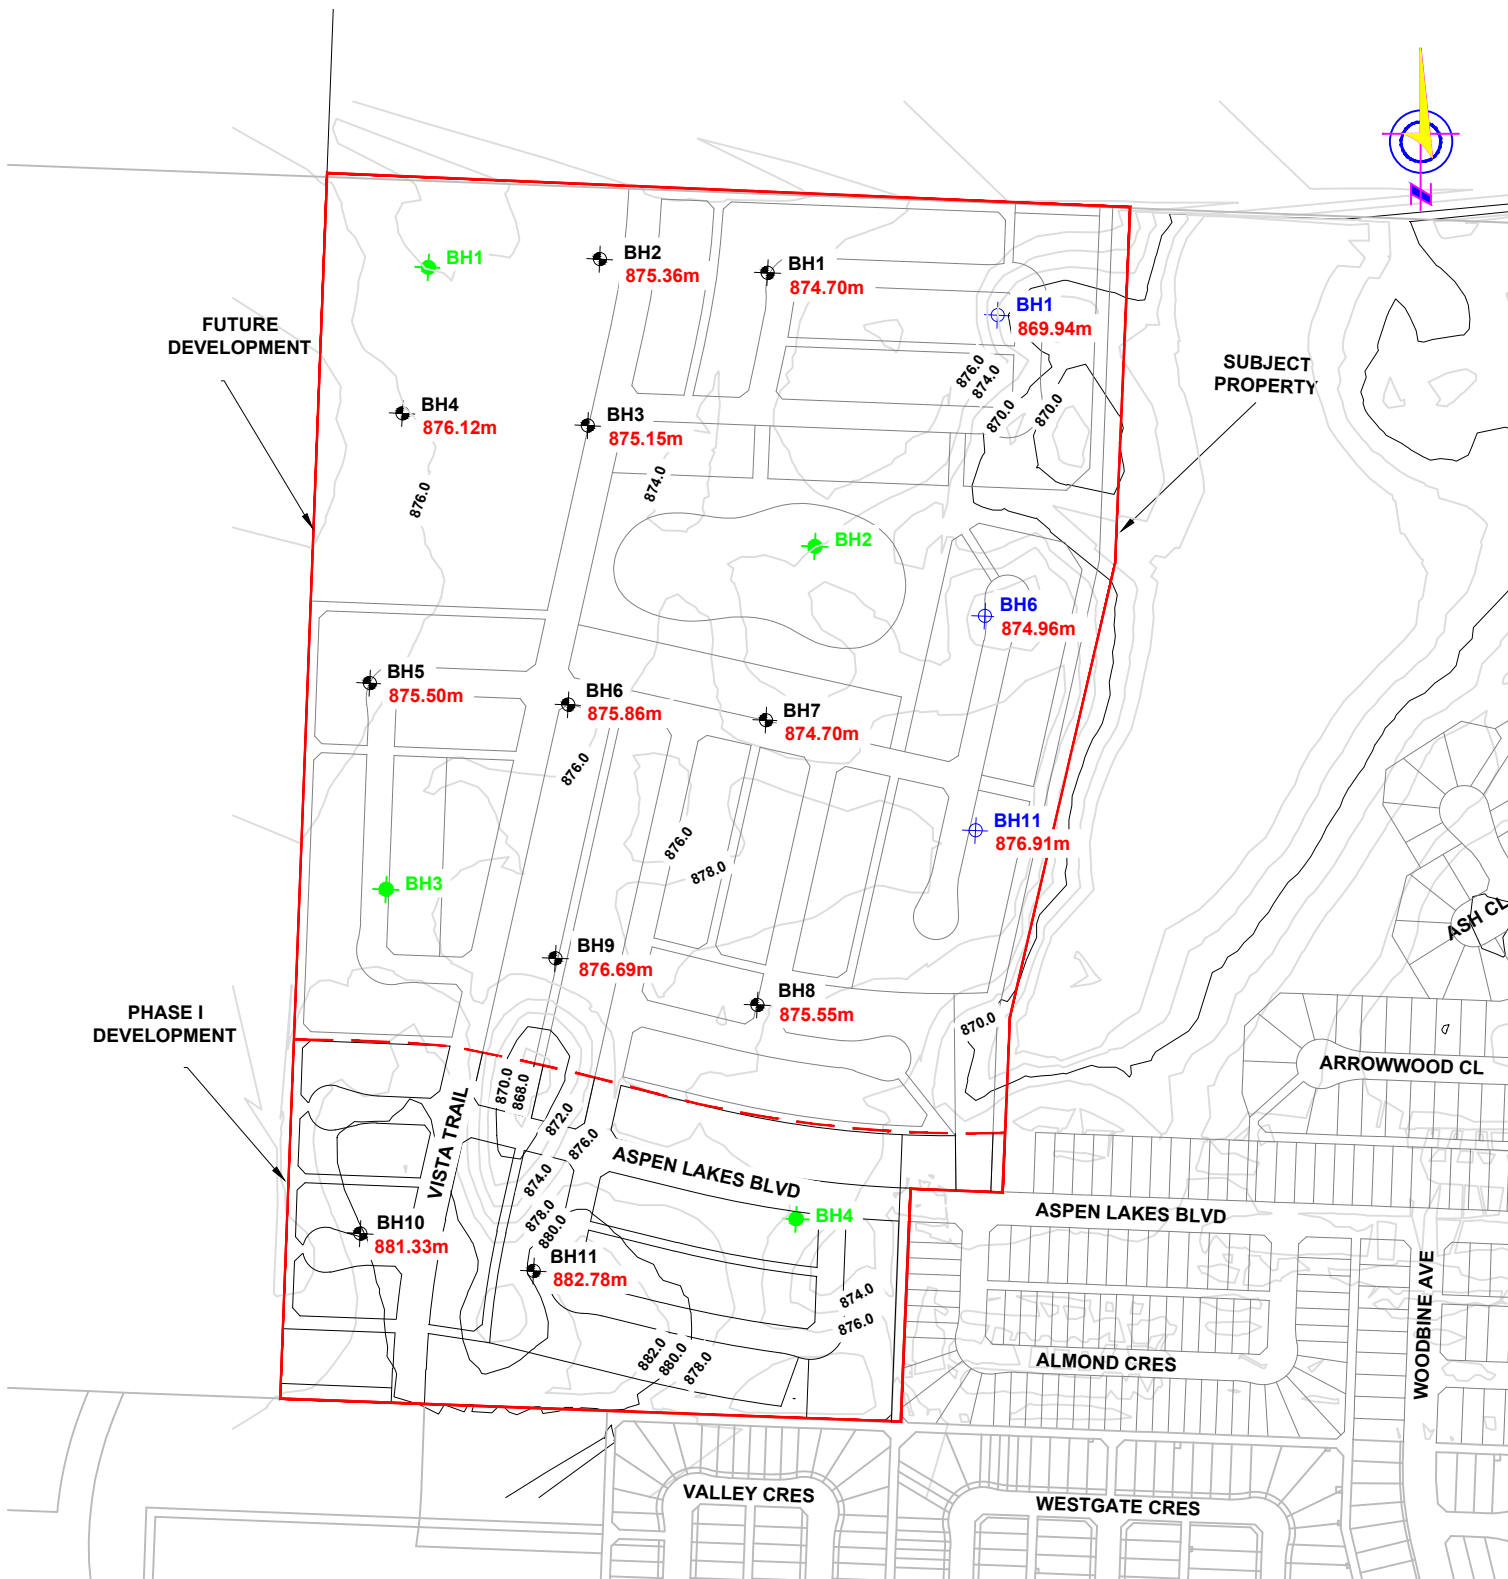 N
BH1
BH2
875.36m
BH1
874.70m
BH1
869.94m
FUTURE
DEVELOPMENT
SUBJECT
PROPERTY
876.0
874.0
870.0
870.0
BH4
876.12m
BH3
875.15m
876.0
874.0
BH2
BH6
874.96m
BH5
875.50m
BH6
875.86m
BH7
874.70m
876.0
BH11
876.91m
876.0
878.0
BH3
ASH CL
BH9
876.69m
BH8
875.55m
870.0
PHASE I
DEVELOPMENT
ARROWWOOD CL
870.0
868.0
872.0
876.0
VISTA TRAIL
874.0
ASPEN LAKES BLVD
878.0
880.0
BH4
ASPEN LAKES BLVD
BH10
881.33m
BH11
882.78m
874.0
876.0
WOODBINE AVE
882.0
880.0
878.0
ALMOND CRES
VALLEY CRES
WESTGATE CRES